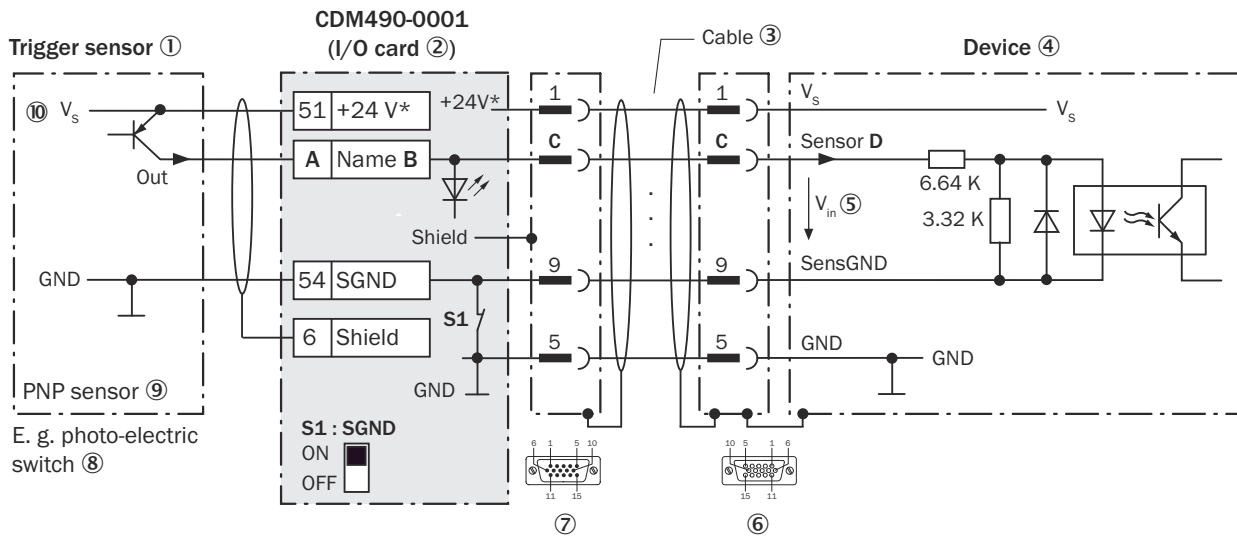 CDM490-0001
(I/O card ②)
Trigger sensor ①
Cable ③
Device ④
⑩ Vs
51 +24 V*
+24V*
1
1
Vs
Vs
A Name B
C
C
Sensor D
Out
6.64 K
3.32 K
Vin ⑤
Shield
GND
54 SGND
9
9
SensGND
S1
6 Shield
5
5
GND
GND
GND
PNP sensor ⑨
E. g. photo-electric
switch ⑧
S1 : SGND
ON
OFF
6 1 5 10
11 15
10 5 1 6
15 11
⑦
⑥